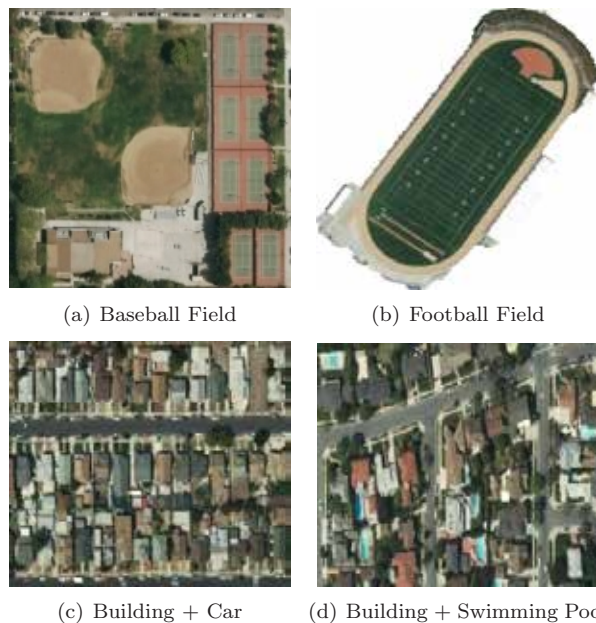 (a) Baseball Field
(b) Football Field
(c) Building + Car
(d) Building + Swimming Poo